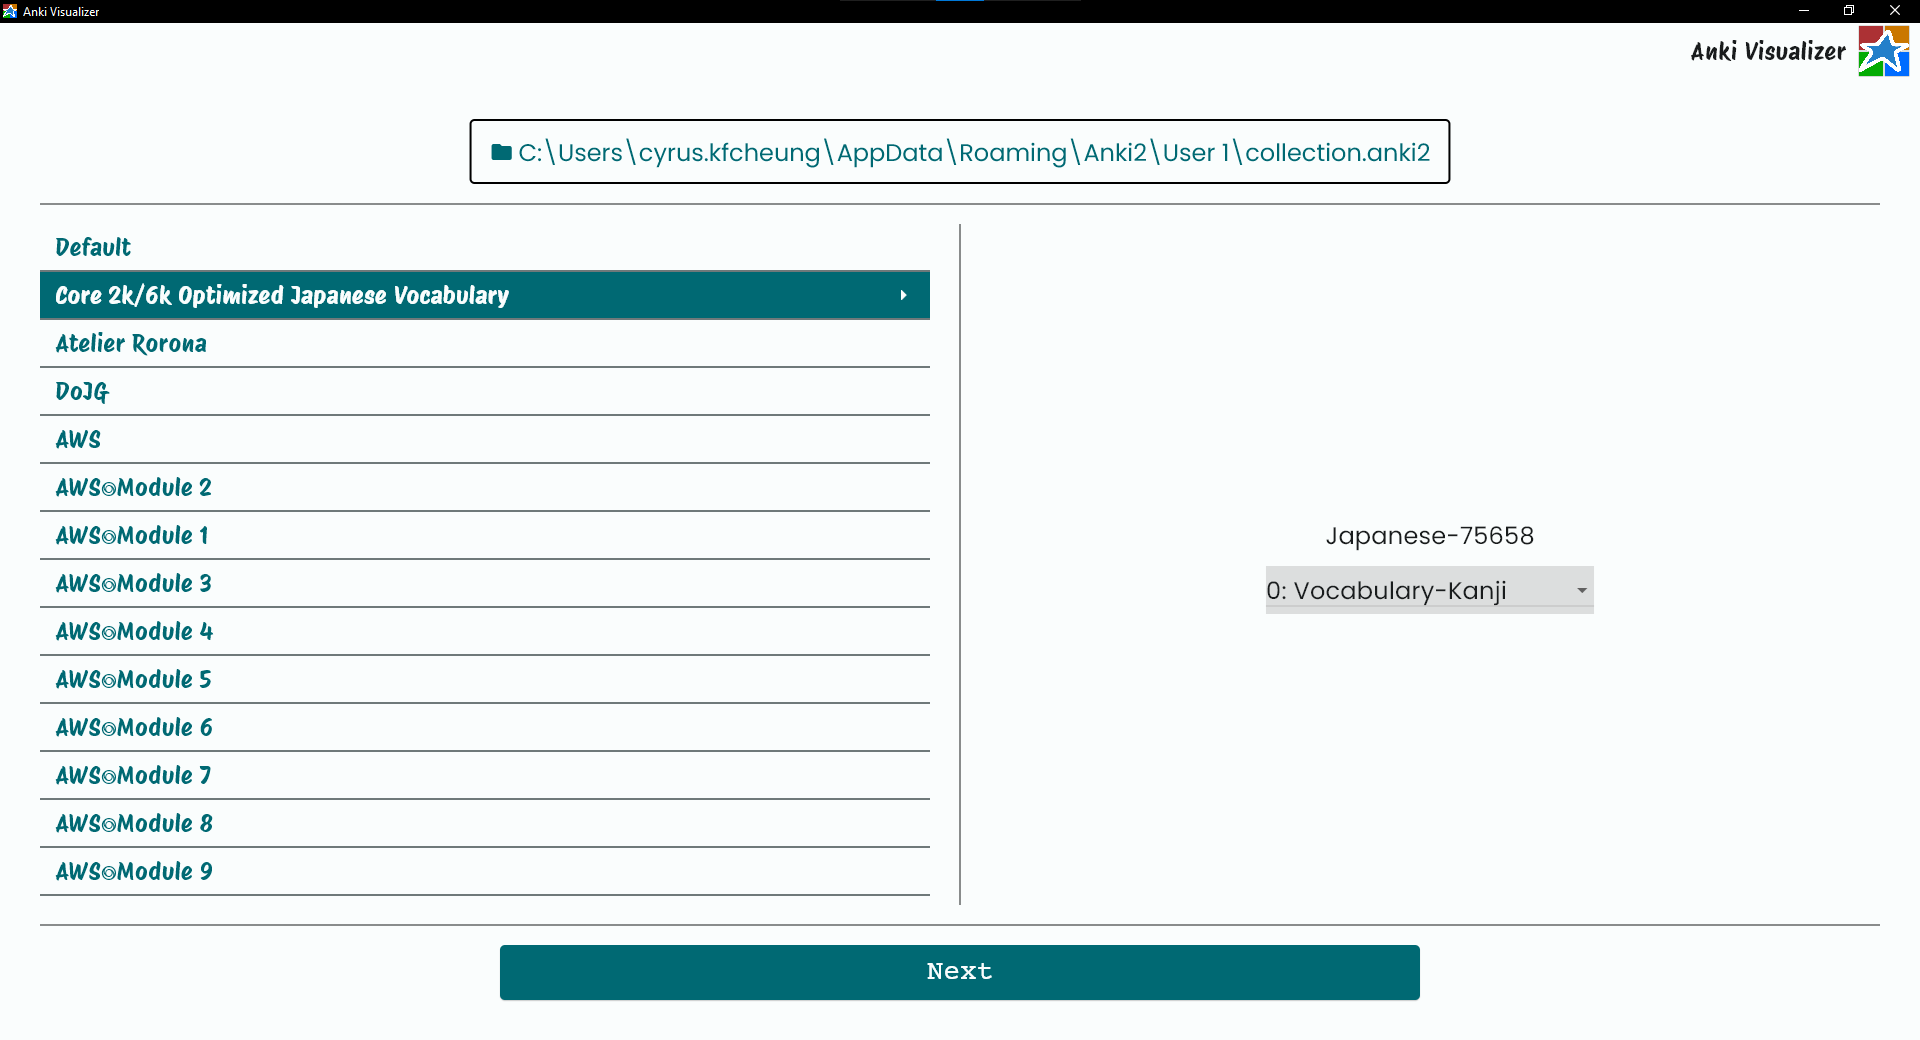 Anki Visualizer
Anki Visualizer
C:\Users\cyrus.kfcheung\AppData\Roaming\Anki2\User 1\collection.anki2
Default
Core 2k/6k Optimized Japanese Vocabulary
Atelier Rorona
DoJG
AWS
AWS◎Module 2
AWS◎Module 1
AWS◎Module 3
AWS◎Module 4
AWS◎Module 5
AWS◎Module 6
AWS◎Module 7
AWS◎Module 8
AWS◎Module 9
Japanese-75658
0: Vocabulary-Kanji
Next